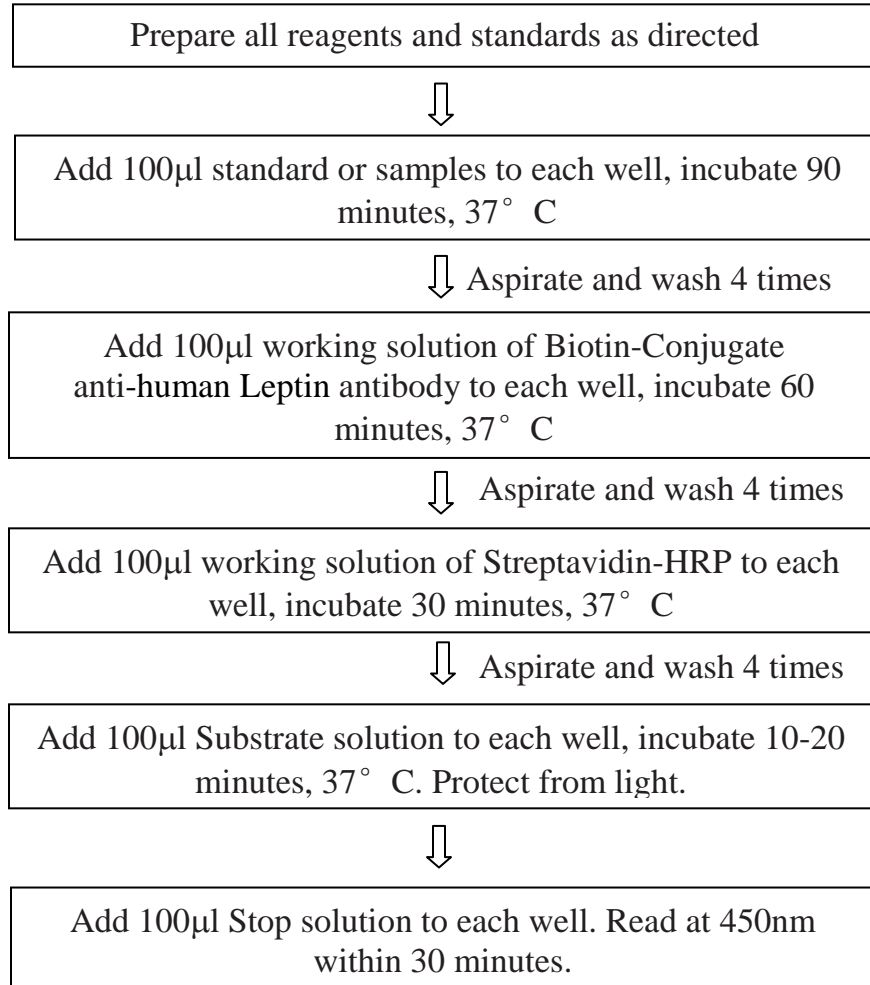 Prepare all reagents and standards as directed
Add 100μl standard or samples to each well, incubate 90
minutes, 37° C
Aspirate and wash 4 times
Add 100μl working solution of Biotin-Conjugate
anti-human Leptin antibody to each well, incubate 60
minutes, 37° C
Aspirate and wash 4 times
Add 100μl working solution of Streptavidin-HRP to each
well, incubate 30 minutes, 37° C
Aspirate and wash 4 times
Add 100μl Substrate solution to each well, incubate 10-20
minutes, 37° C. Protect from light.
Add 100μl Stop solution to each well. Read at 450nm
within 30 minutes.